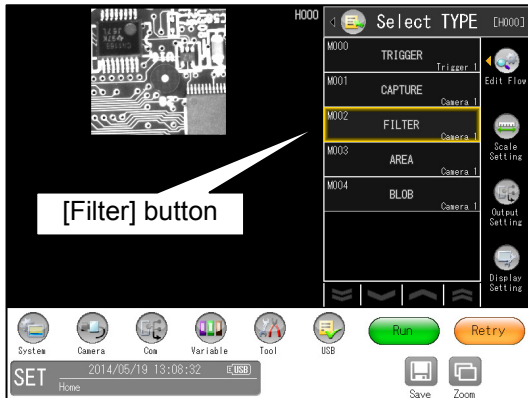 H000
Select TYPE
[H000]
M000
TRIGGER
Trigger 1
M001
CAPTURE
Camera 1
M002
FILTER
Camera 1
M003
AREA
Camera 1
M004
BLOB
Camera 1
Edit Flow
Scale
Setting
Output
Setting
Display
Setting
[Filter] button
System
Camera
Com
Variable
Tool
USB
Run
Retry
SET
2014/05/19 13:08:32
USB
Home
Save
Zoom